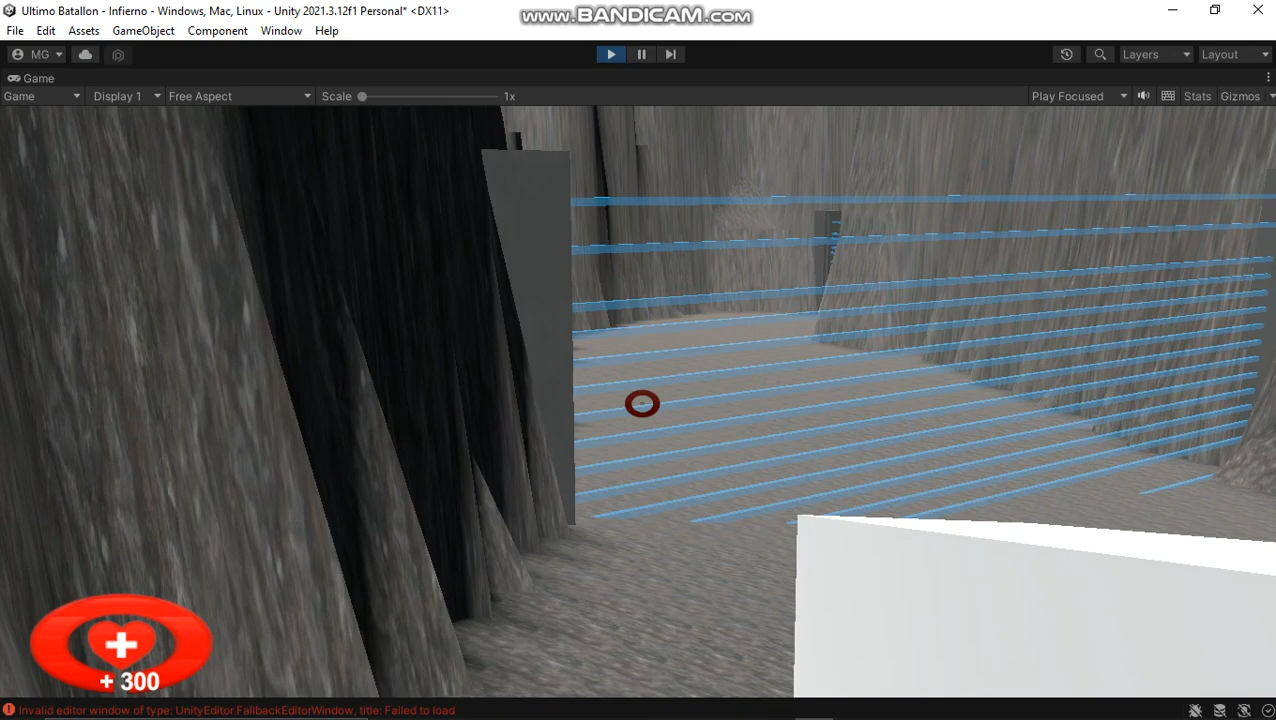 Ultimo Batallon - Infierno - Windows, Mac, Linux - Unity 2021.3.12f1 Personal* <DX11>
www.BANDICAM.com
File Edit Assets GameObject Component Window Help
MG Layers Layout
Game
Game Display 1 Free Aspect Scale 1x Play Focused Stats Gizmos
+ 300
Invalid editor window of type: UnityEditor.FallbackEditorWindow, title: Failed to load